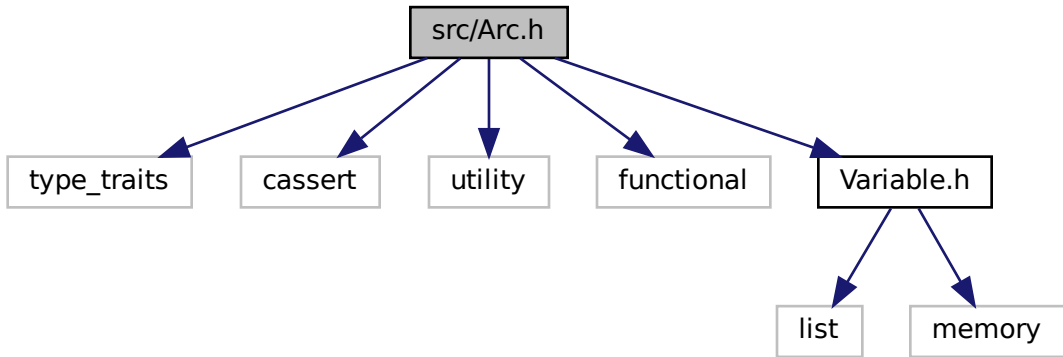 src/Arc.h
type_traits
cassert
utility
functional
Variable.h
list
memory